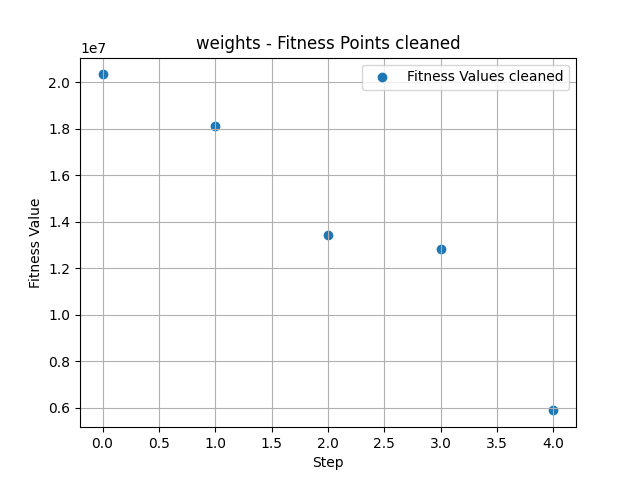 weights - Fitness Points cleaned
1e7
Fitness Values cleaned
2.0
1.8
1.6
1.4
1.2
1.0
0.8
0.6
Fitness Value
0.0 0.5 1.0 1.5 2.0 2.5 3.0 3.5 4.0
Step